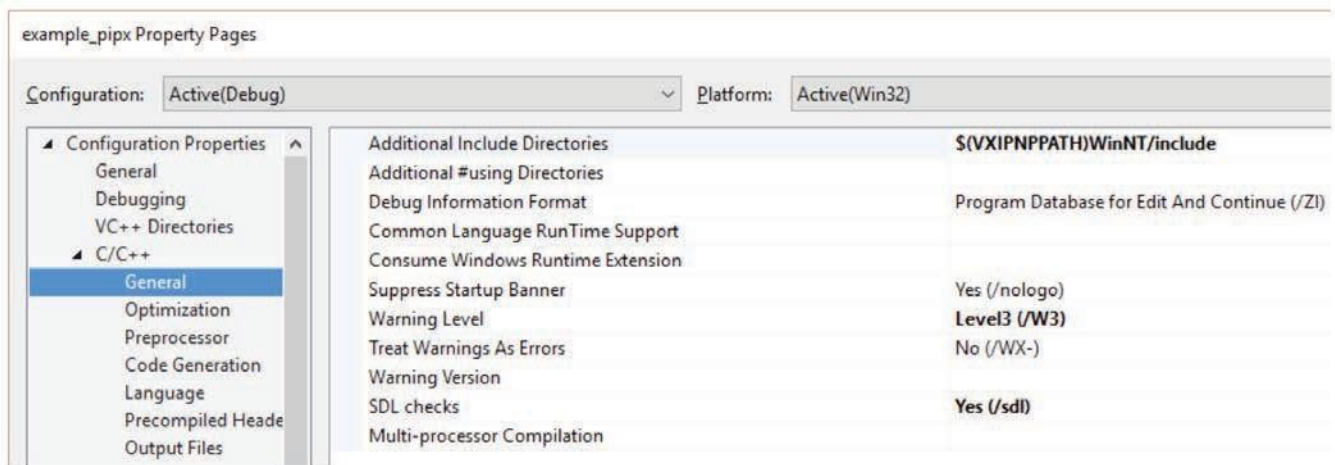 example_pipx Property Pages
Configuration: Active(Debug) Platform: Active(Win32)
Configuration Properties
General
Debugging
VC++ Directories
C/C++
General
Optimization
Preprocessor
Code Generation
Language
Precompiled Heade
Output Files
Additional Include Directories $(VXIPNPPATH)WinNT/include
Additional #using Directories
Debug Information Format Program Database for Edit And Continue (/ZI)
Common Language RunTime Support
Consume Windows Runtime Extension
Suppress Startup Banner Yes (/nologo)
Warning Level Level3 (/W3)
Treat Warnings As Errors No (/WX-)
Warning Version
SDL checks Yes (/sdl)
Multi-processor Compilation